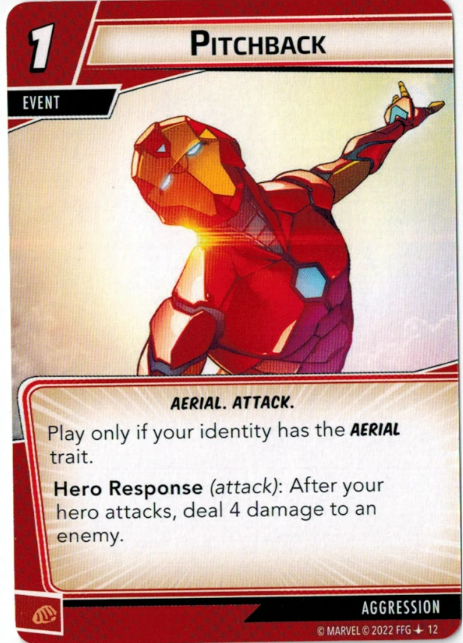 1
PITCHBACK
EVENT
AERIAL. ATTACK.
Play only if your identity has the AERIAL
trait.
Hero Response (attack): After your
hero attacks, deal 4 damage to an
enemy.
AGGRESSION
© MARVEL © 2022 FFG 12